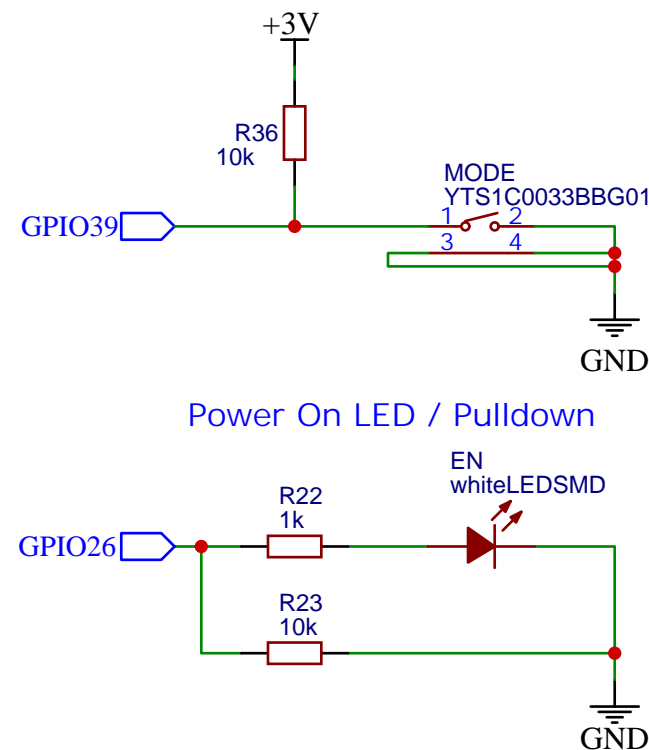 +3V
R36
10k
MODE
YTS1C0033BBG01
GPIO39
1 2
3 4
GND
Power On LED / Pulldown
EN
whiteLEDSMD
R22
1k
GPIO26
R23
10k
GND